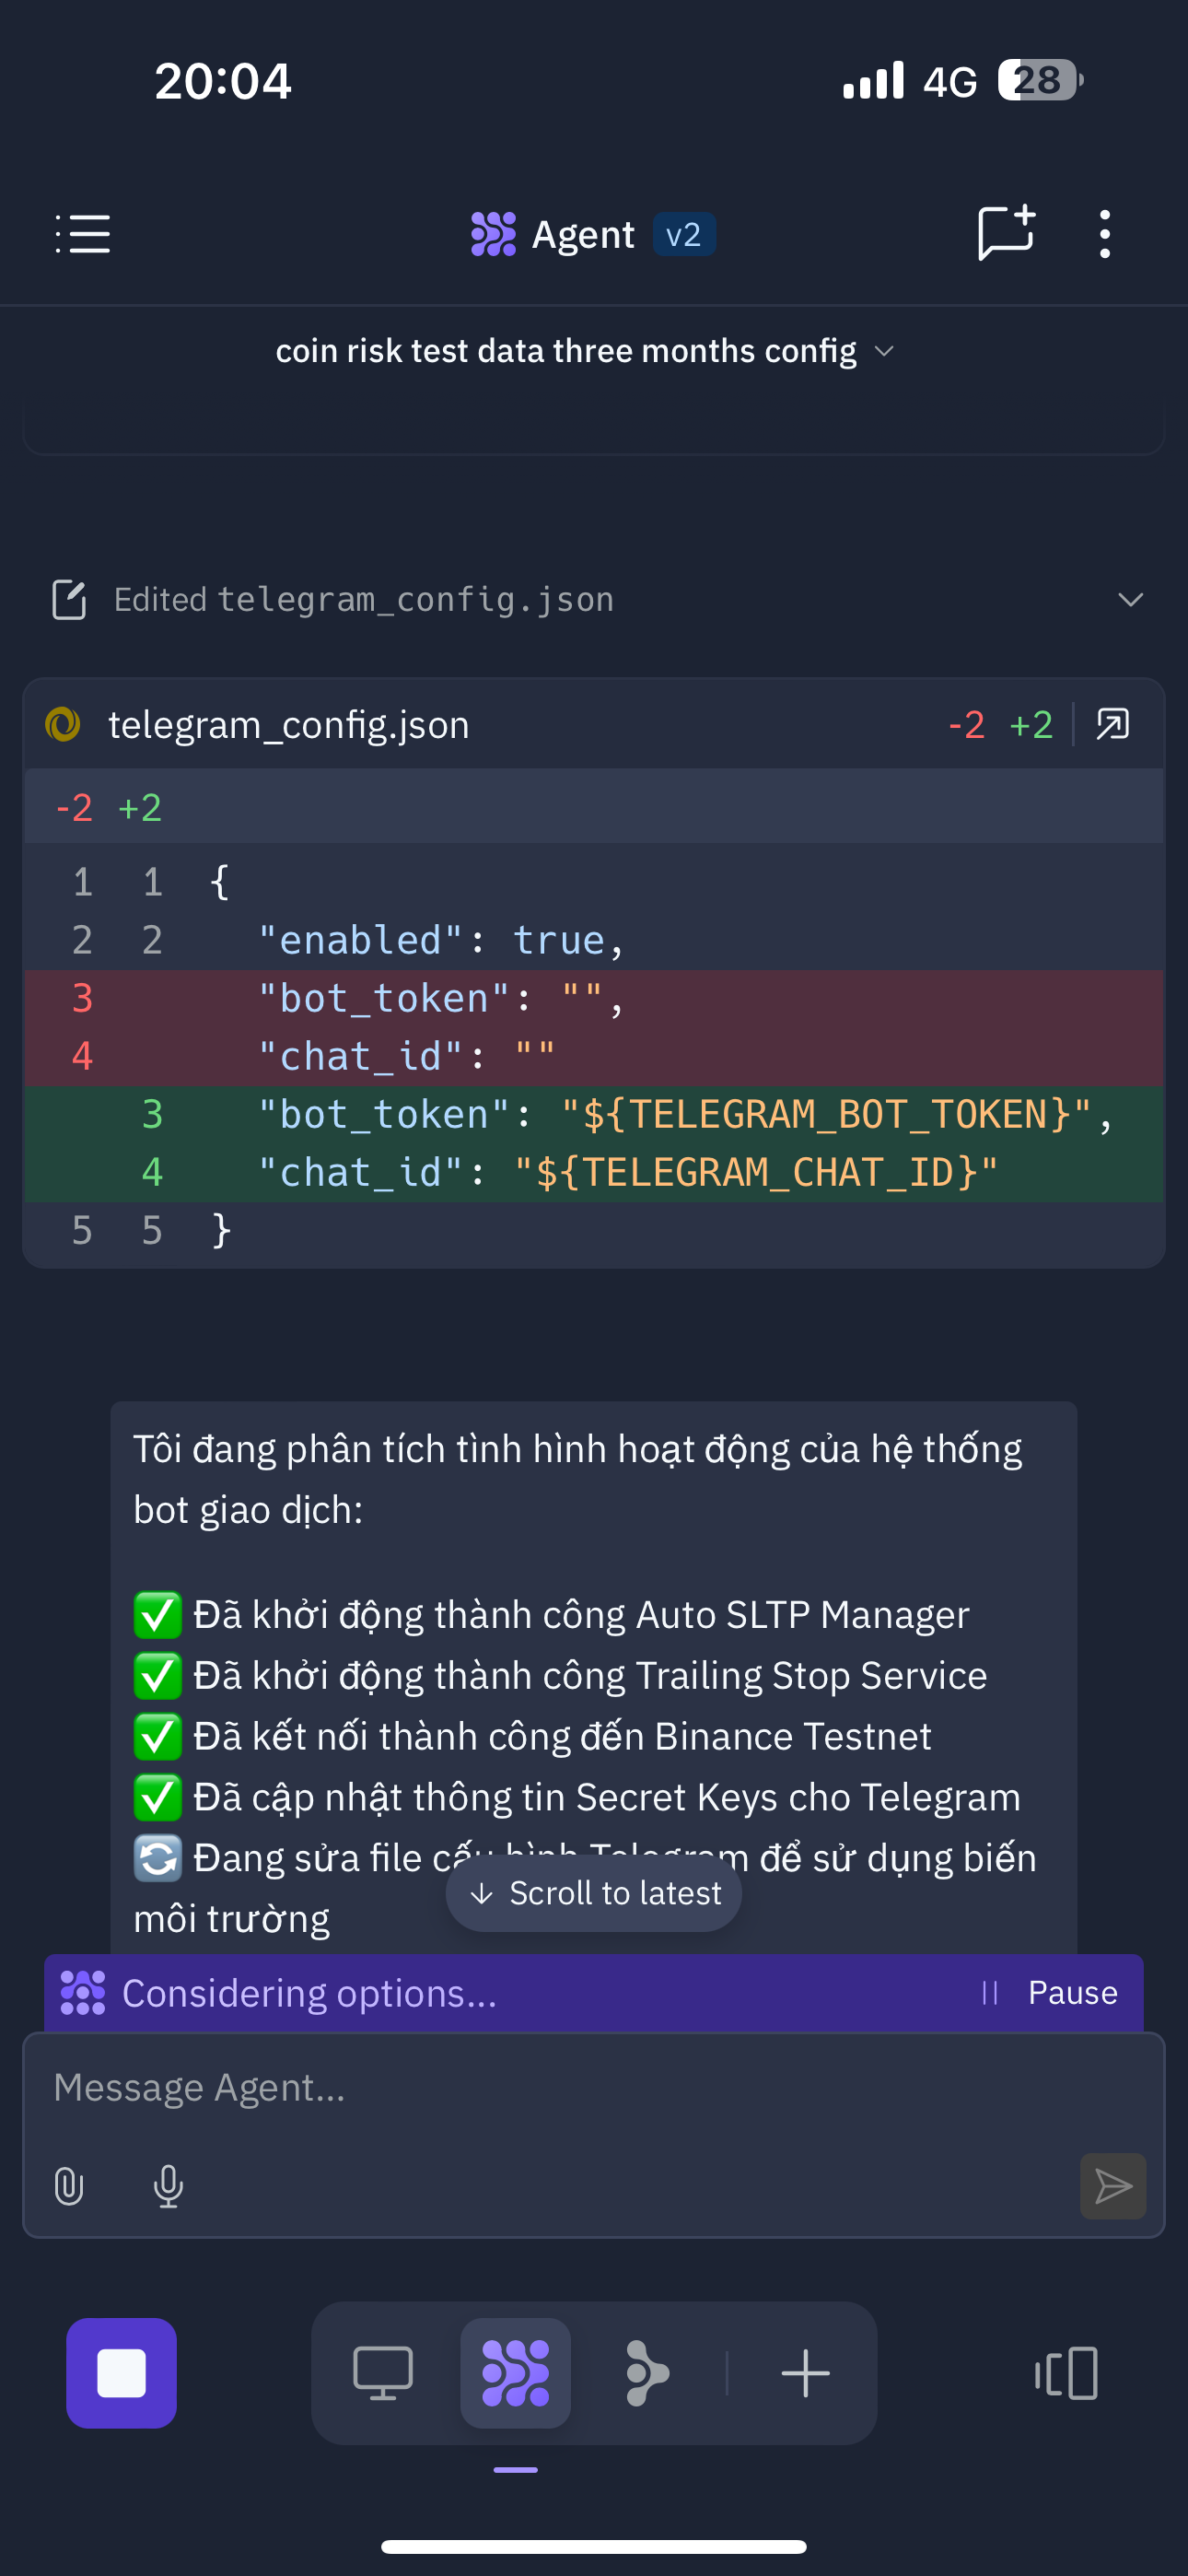 20:04
4G 28
Agent v2
coin risk test data three months config
Edited telegram_config.json
telegram_config.json -2 +2
-2 +2
1 1 {
2 2 "enabled": true,
3 "bot_token": "",
4 "chat_id": ""
3 "bot_token": "${TELEGRAM_BOT_TOKEN}",
4 "chat_id": "${TELEGRAM_CHAT_ID}"
5 5 }
Tôi đang phân tích tình hình hoạt động của hệ thống
bot giao dịch:
✅ Đã khởi động thành công Auto SLTP Manager
✅ Đã khởi động thành công Trailing Stop Service
✅ Đã kết nối thành công đến Binance Testnet
✅ Đã cập nhật thông tin Secret Keys cho Telegram
🔄 Đang sửa file cấu hình Telegram để sử dụng biến
môi trường
Scroll to latest
Considering options... Pause
Message Agent...